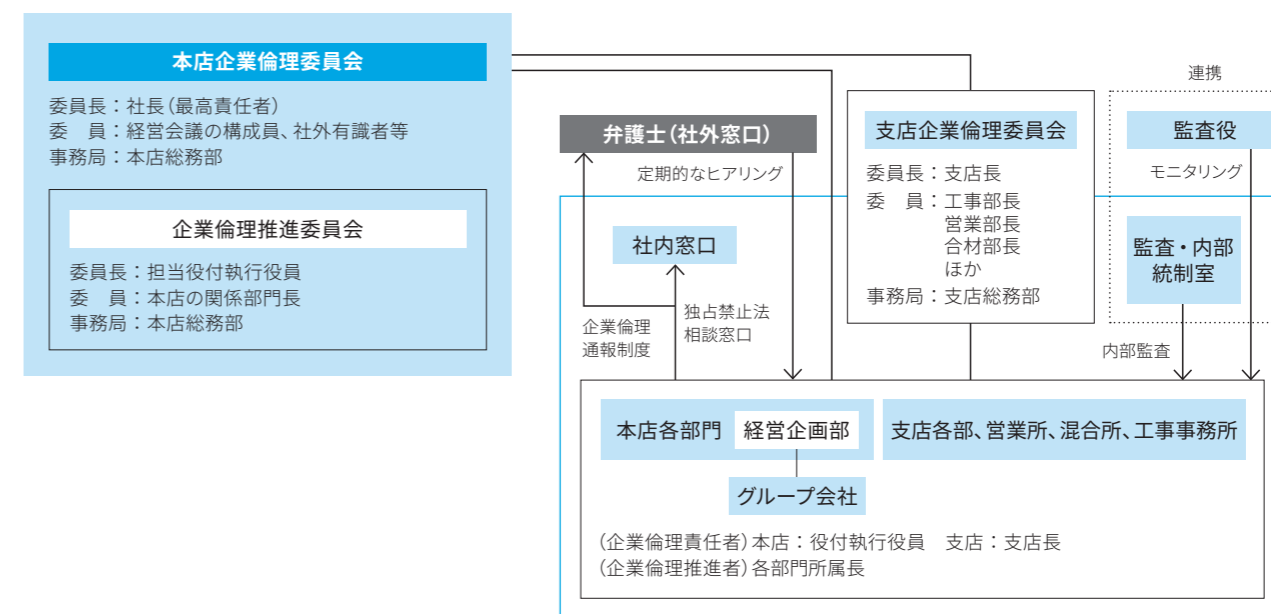 本店企業倫理委員会
委員長：社長（最高責任者）
委　員：経営会議の構成員、社外有識者等
事務局：本店総務部
企業倫理推進委員会
委員長：担当役付執行役員
委　員：本店の関係部門長
事務局：本店総務部
弁護士（社外窓口）
定期的なヒアリング
社内窓口
企業倫理
通報制度
独占禁止法
相談窓口
支店企業倫理委員会
委員長：支店長
委　員：工事部長
営業部長
合材部長
ほか
事務局：支店総務部
連携
監査役
モニタリング
監査・内部
統制室
内部監査
本店各部門
経営企画部
グループ会社
支店各部、営業所、混合所、工事事務所
（企業倫理責任者）本店：役付執行役員　支店：支店長
（企業倫理推進者）各部門所属長